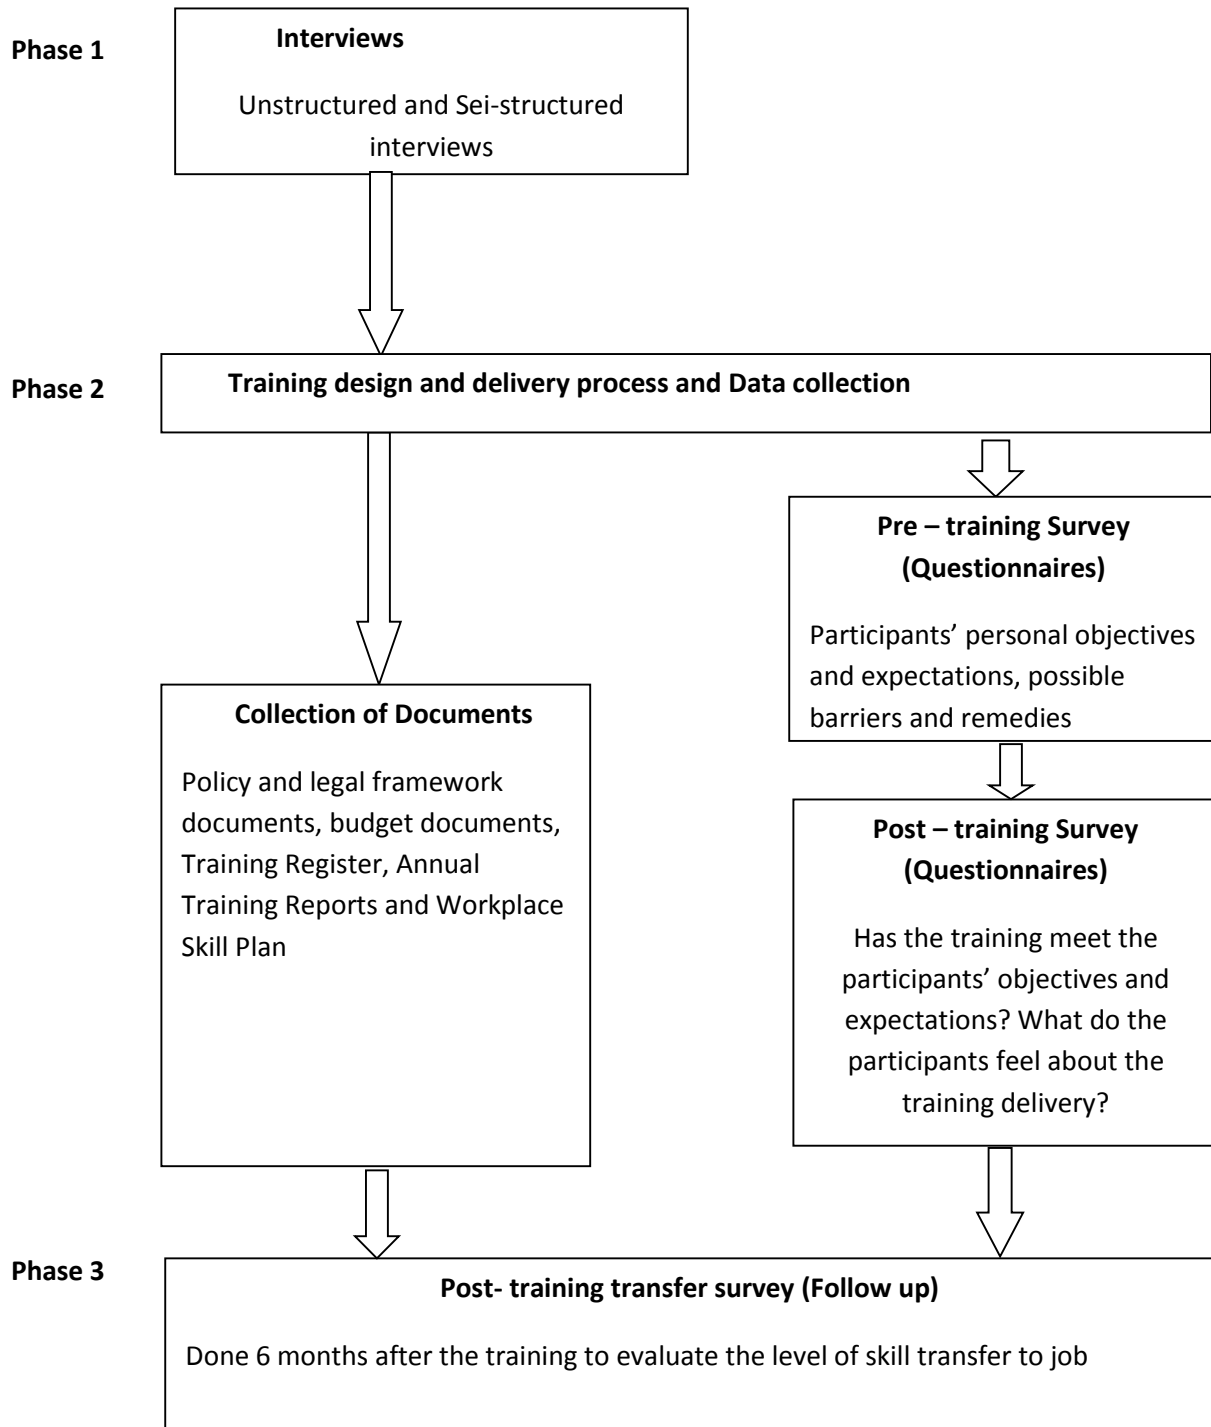 Phase 1
Interviews
Unstructured and Sei-structured
interviews
Phase 2
Training design and delivery process and Data collection
Collection of Documents
Policy and legal framework
documents, budget documents,
Training Register, Annual
Training Reports and Workplace
Skill Plan
Pre – training Survey
(Questionnaires)
Participants’ personal objectives
and expectations, possible
barriers and remedies
Post – training Survey
(Questionnaires)
Has the training meet the
participants’ objectives and
expectations? What do the
participants feel about the
training delivery?
Phase 3
Post- training transfer survey (Follow up)
Done 6 months after the training to evaluate the level of skill transfer to job